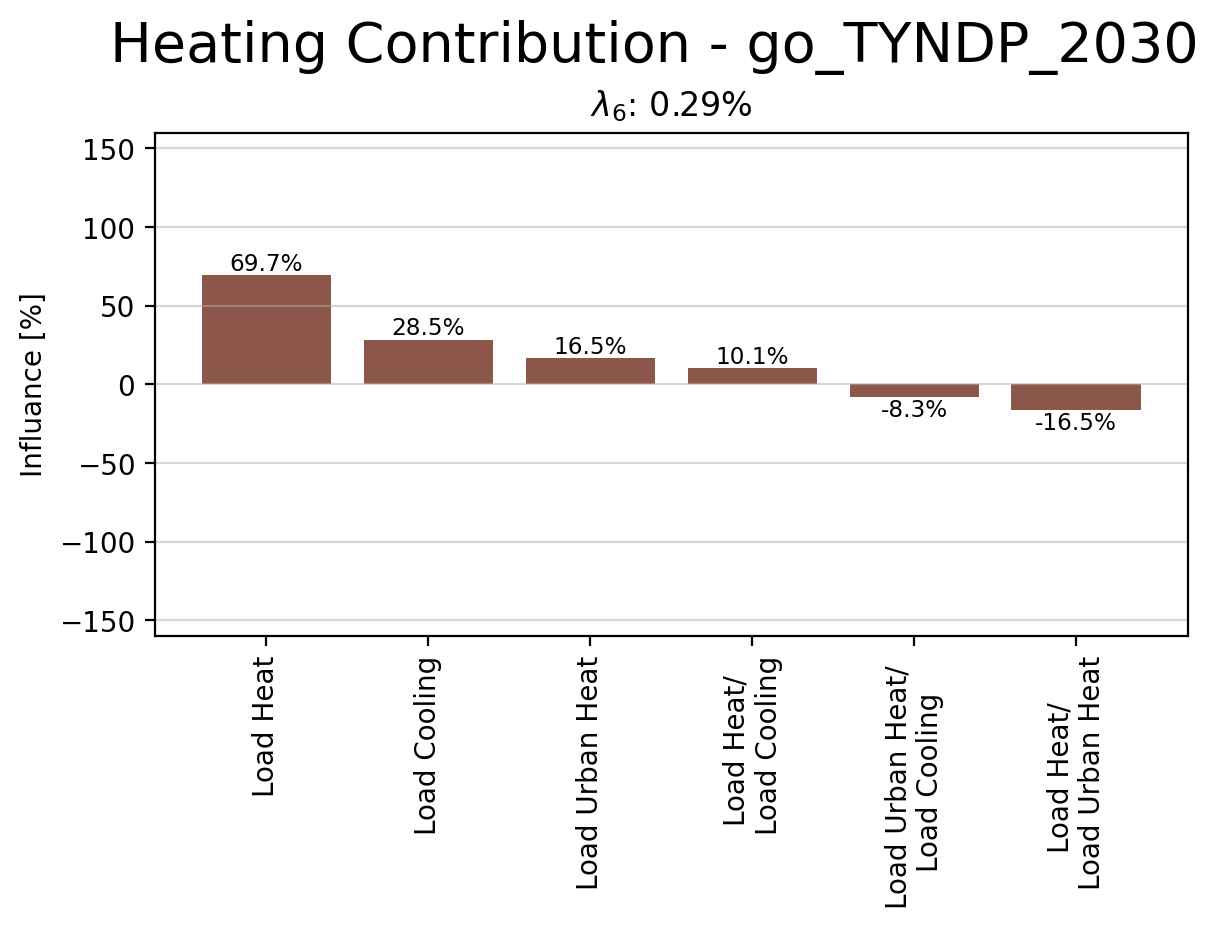 Heating Contribution - go_TYNDP_2030
λ₆: 0.29%
Influance [%]
150
100
50
0
−50
−100
−150
69.7%
28.5%
16.5%
10.1%
-8.3%
-16.5%
Load Heat
Load Cooling
Load Urban Heat
Load Heat/
Load Cooling
Load Urban Heat/
Load Cooling
Load Heat/
Load Urban Heat